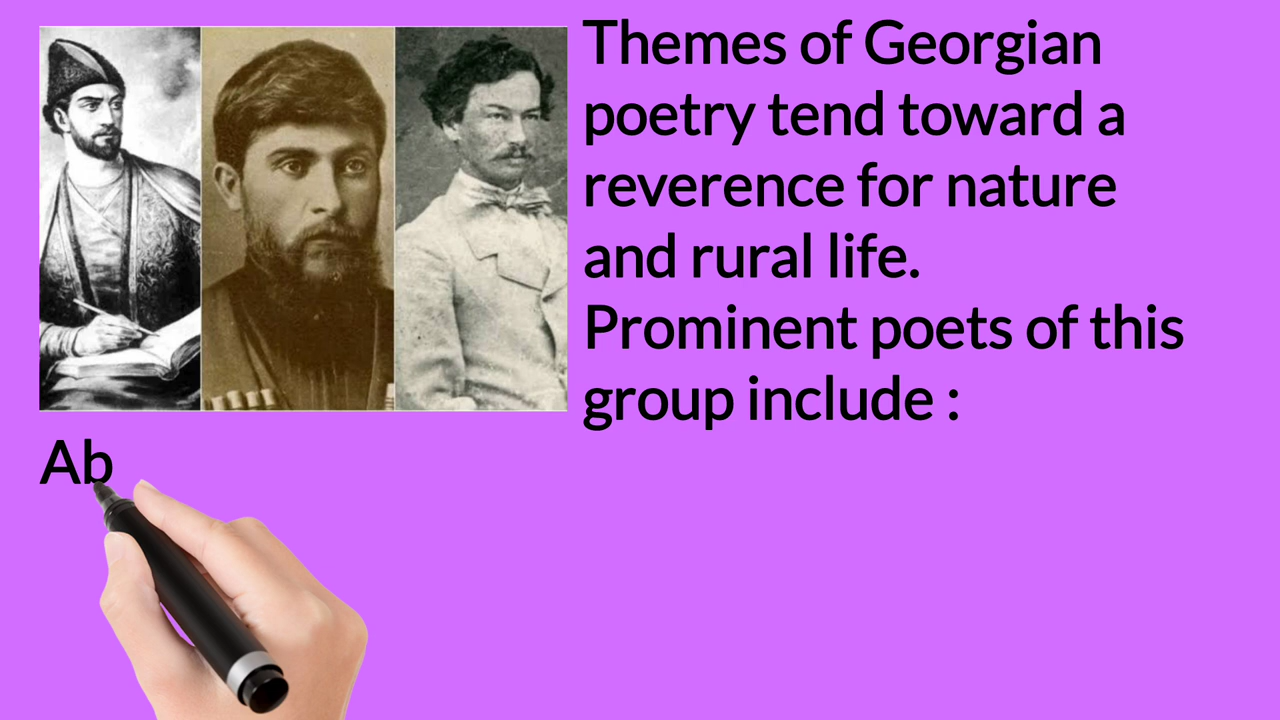 Themes of Georgian
poetry tend toward a
reverence for nature
and rural life.
Prominent poets of this
group include :
Ab